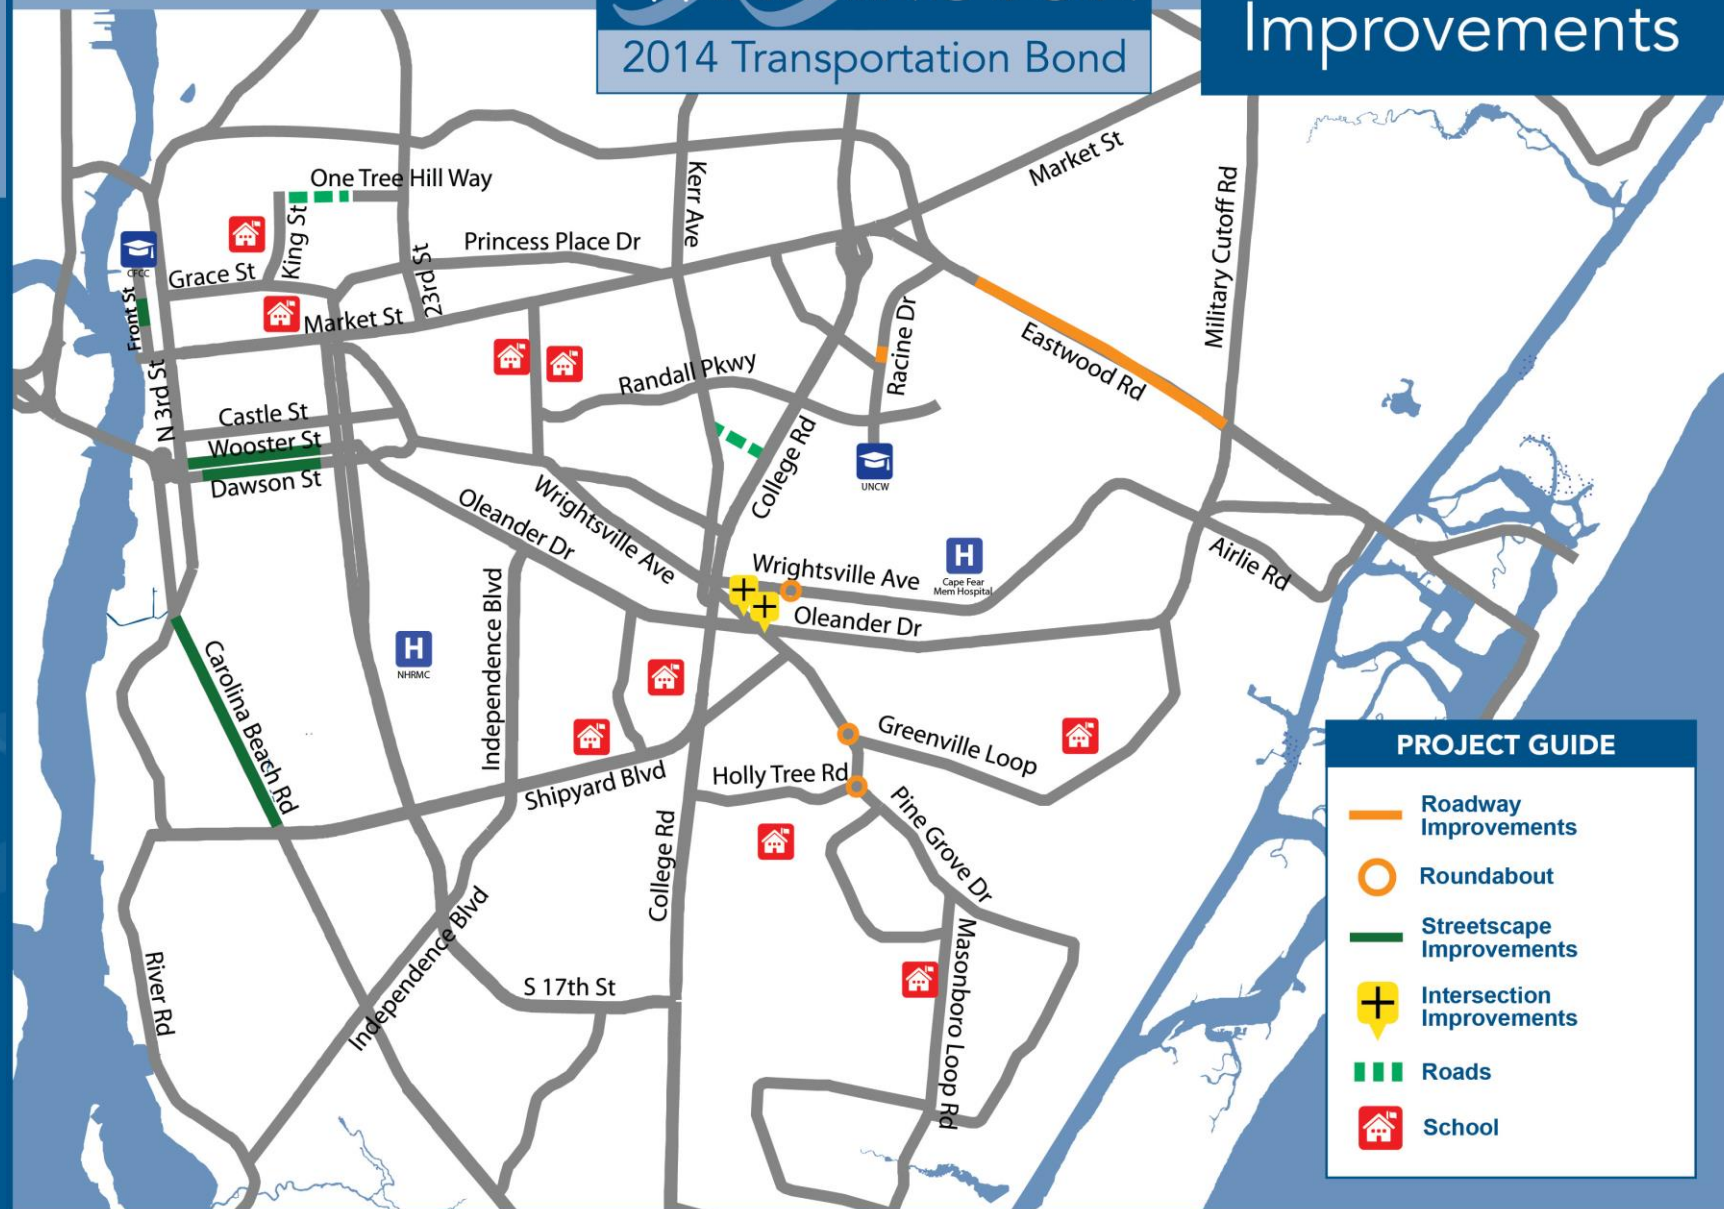 2014 Transportation Bond
Improvements
Market St
One Tree Hill Way
Kerr Ave
Military Cutoff Rd
King St
Princess Place Dr
23rd St
CFCC
Grace St
Front St
Market St
Racine Dr
Eastwood Rd
N 3rd St
Randall Pkwy
Castle St
Wooster St
Dawson St
College Rd
UNCW
Wrightsville Ave
Oleander Dr
Airlie Rd
Wrightsville Ave
H
Cape Fear
Mem Hospital
Oleander Dr
Independence Blvd
H
NHRMC
Carolina Beach Rd
Greenville Loop
Shipyard Blvd
Holly Tree Rd
Pine Grove Dr
College Rd
Independence Blvd
Masonboro Loop Rd
River Rd
S 17th St
PROJECT GUIDE
Roadway
Improvements
Roundabout
Streetscape
Improvements
Intersection
Improvements
Roads
School